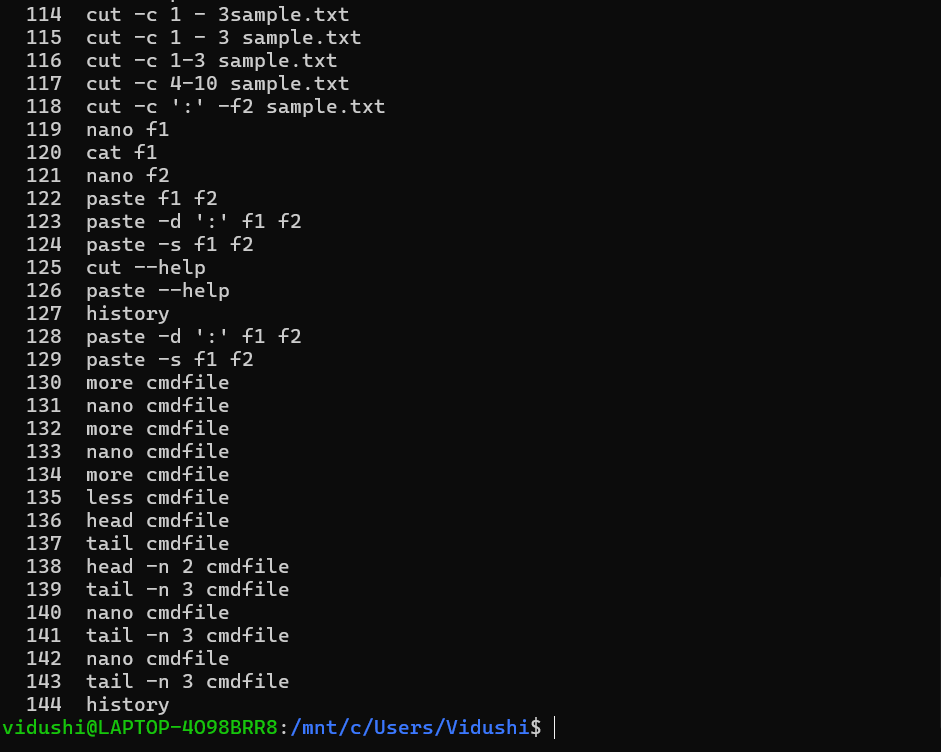 114  cut -c 1 - 3sample.txt
115  cut -c 1 - 3 sample.txt
116  cut -c 1-3 sample.txt
117  cut -c 4-10 sample.txt
118  cut -c ':' -f2 sample.txt
119  nano f1
120  cat f1
121  nano f2
122  paste f1 f2
123  paste -d ':' f1 f2
124  paste -s f1 f2
125  cut --help
126  paste --help
127  history
128  paste -d ':' f1 f2
129  paste -s f1 f2
130  more cmdfile
131  nano cmdfile
132  more cmdfile
133  nano cmdfile
134  more cmdfile
135  less cmdfile
136  head cmdfile
137  tail cmdfile
138  head -n 2 cmdfile
139  tail -n 3 cmdfile
140  nano cmdfile
141  tail -n 3 cmdfile
142  nano cmdfile
143  tail -n 3 cmdfile
144  history
vidushi@LAPTOP-4O98BRR8:/mnt/c/Users/Vidushi$